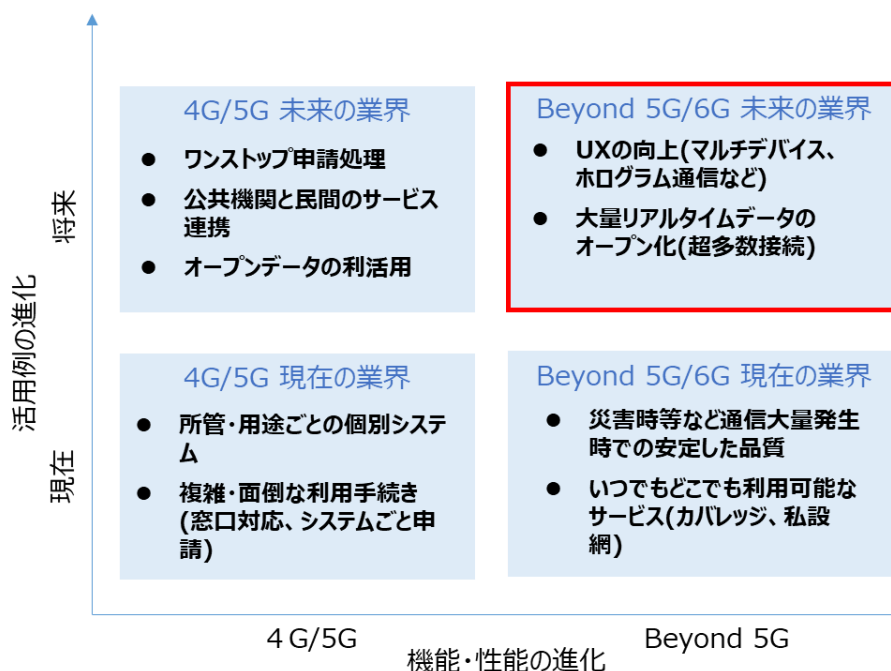 4G/5G 未来の業界
● ワンストップ申請処理
● 公共機関と民間のサービス
連携
● オープンデータの利活用
Beyond 5G/6G 未来の業界
● UXの向上(マルチデバイス、
ホログラム通信など)
● 大量リアルタイムデータの
オープン化(超多数接続)
将来
活用例の進化
現在
4G/5G 現在の業界
● 所管・用途ごとの個別システ
ム
● 複雑・面倒な利用手続き
(窓口対応、システムごと申
請)
Beyond 5G/6G 現在の業界
● 災害時等など通信大量発生
時での安定した品質
● いつでもどこでも利用可能な
サービス(カバレッジ、私設
網)
４G/5G
Beyond 5G
機能・性能の進化